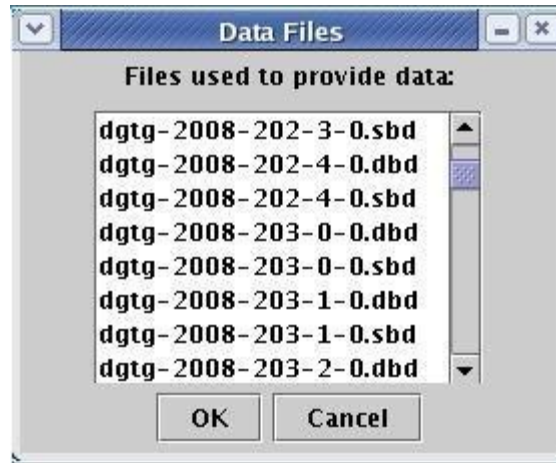 Data Files
Files used to provide data:
dgtg-2008-202-3-0.sbd
dgtg-2008-202-4-0.dbd
dgtg-2008-202-4-0.sbd
dgtg-2008-203-0-0.dbd
dgtg-2008-203-0-0.sbd
dgtg-2008-203-1-0.dbd
dgtg-2008-203-1-0.sbd
dgtg-2008-203-2-0.dbd
OK Cancel